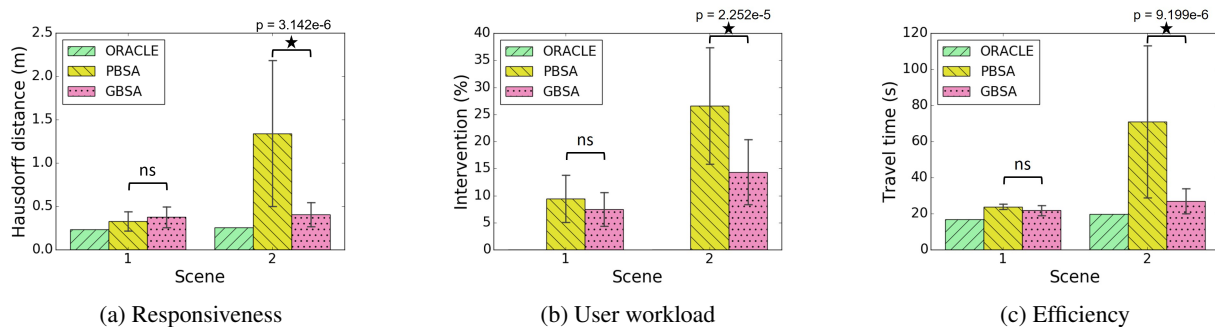 p = 3.142e-6
2.5
2.0
1.5
1.0
0.5
0.0
Hausdorff distance (m)
ORACLE
PBSA
GBSA
ns
1
2
Scene
(a) Responsiveness
p = 2.252e-5
40
35
30
25
20
15
10
5
0
Intervention (%)
ORACLE
PBSA
GBSA
ns
1
2
Scene
(b) User workload
p = 9.199e-6
120
100
80
60
40
20
0
Travel time (s)
ORACLE
PBSA
GBSA
ns
1
2
Scene
(c) Efficiency